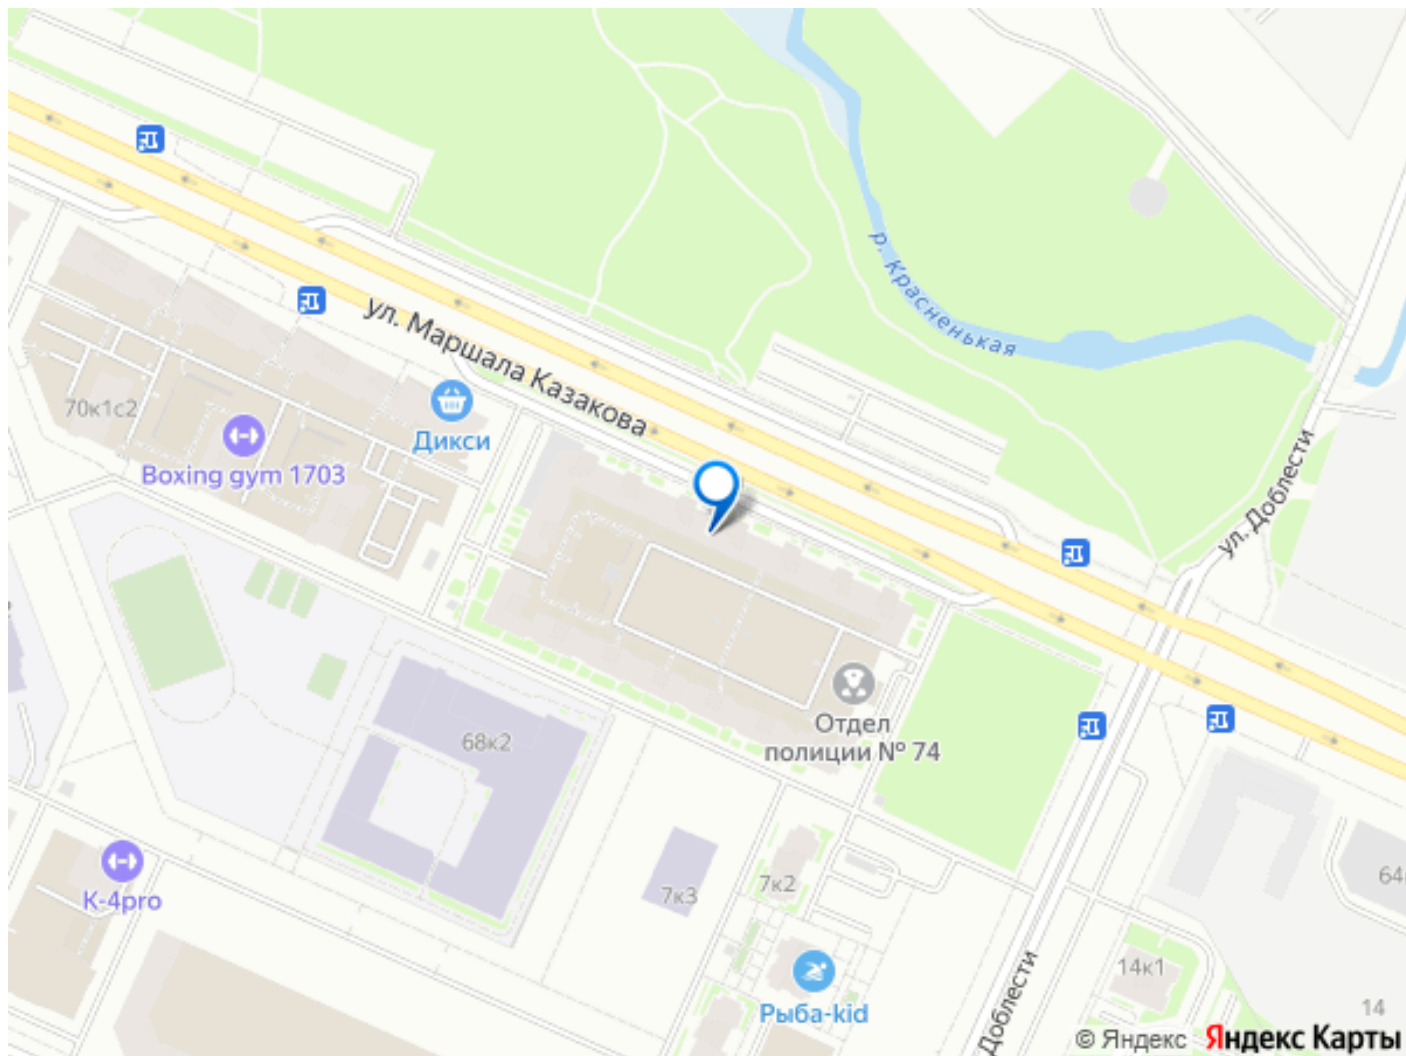 р. Красненькая
ул. Маршала Казакова
70к1с2
Дикси
Boxing gym 1703
ул. Доблести
Отдел
полиции № 74
68к2
64
K-4pro
7к2
7к3
14к1
Рыба-kid
Доблести
14
© Яндекс Яндекс Карты